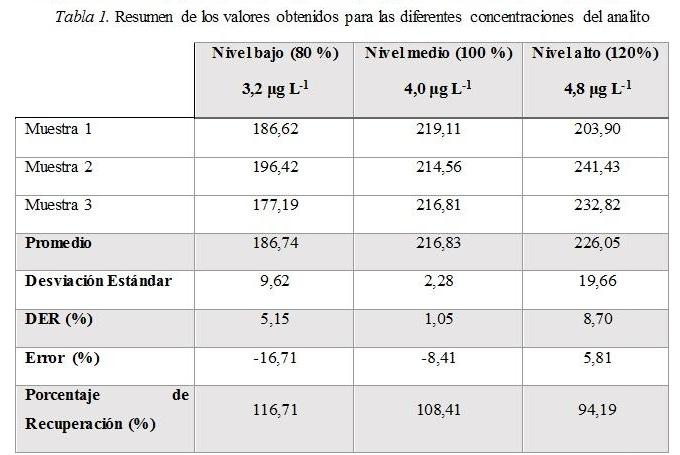 Tabla 1. Resumen de los valores obtenidos para las diferentes concentraciones del analito
Nivel bajo (80 %) Nivel medio (100 %) Nivel alto (120%)
3,2 µg L-1 4,0 µg L-1 4,8 µg L-1
Muestra 1 186,62 219,11 203,90
Muestra 2 196,42 214,56 241,43
Muestra 3 177,19 216,81 232,82
Promedio 186,74 216,83 226,05
Desviación Estándar 9,62 2,28 19,66
DER (%) 5,15 1,05 8,70
Error (%) -16,71 -8,41 5,81
Porcentaje de
Recuperación (%) 116,71 108,41 94,19